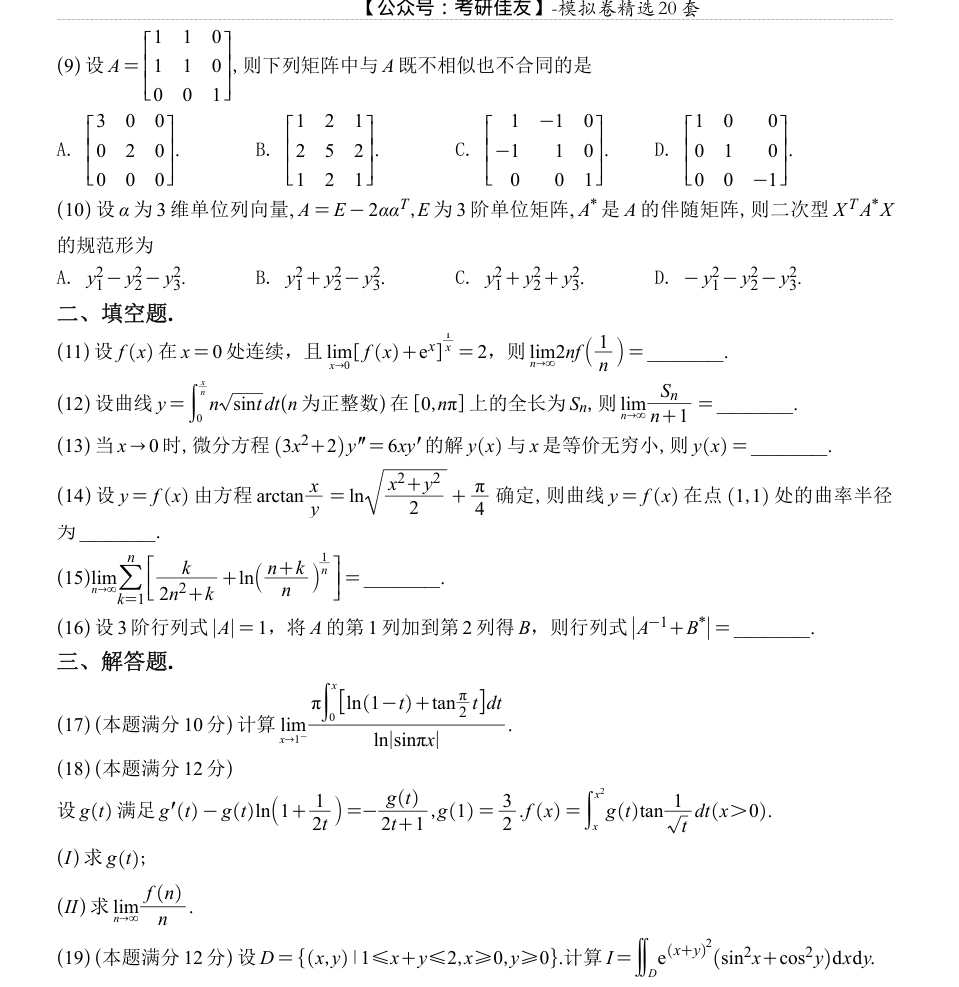 【公众号：考研佳友】-模拟卷精选20套
(9) 设 A = [1 1 0; 1 1 0; 0 0 1], 则下列矩阵中与 A 既不相似也不合同的是
A. [3 0 0; 0 2 0; 0 0 0]. B. [1 2 1; 2 5 2; 1 2 1]. C. [1 −1 0; −1 1 0; 0 0 1]. D. [1 0 0; 0 1 0; 0 0 −1].
(10) 设 α 为 3 维单位列向量, A = E − 2αα^T, E 为 3 阶单位矩阵, A^* 是 A 的伴随矩阵, 则二次型 X^T A^* X
的规范形为
A. y₁² − y₂² − y₃². B. y₁² + y₂² − y₃². C. y₁² + y₂² + y₃². D. − y₁² − y₂² − y₃².
二、填空题.
(11) 设 f(x) 在 x = 0 处连续，且 lim_{x→0} [f(x) + e^x]^{1/x} = 2，则 lim_{n→∞} 2nf(1/n) = ________.
(12) 设曲线 y = ∫_0^{x/n} n√(sin t) dt (n 为正整数) 在 [0, nπ] 上的全长为 S_n, 则 lim_{n→∞} S_n/(n+1) = ________.
(13) 当 x → 0 时, 微分方程 (3x² + 2)y″ = 6xy′ 的解 y(x) 与 x 是等价无穷小, 则 y(x) = ________.
(14) 设 y = f(x) 由方程 arctan x/y = ln√((x² + y²)/2) + π/4 确定, 则曲线 y = f(x) 在点 (1,1) 处的曲率半径
为 ________.
(15) lim_{n→∞} ∑_{k=1}^{n} [k/(2n² + k) + ln((n+k)/n)^{1/n}] = ________.
(16) 设 3 阶行列式 |A| = 1，将 A 的第 1 列加到第 2 列得 B，则行列式 |A^{−1} + B^*| = ________.
三、解答题.
(17) (本题满分 10 分) 计算 lim_{x→1⁻} π∫_0^x [ln(1−t) + tan π/2 t]dt / ln|sinπx|.
(18) (本题满分 12 分)
设 g(t) 满足 g′(t) − g(t)ln(1 + 1/2t) = − g(t)/(2t+1), g(1) = 3/2. f(x) = ∫_x^{x²} g(t)tan 1/√t dt (x > 0).
(I) 求 g(t);
(II) 求 lim_{n→∞} f(n)/n.
(19) (本题满分 12 分) 设 D = {(x,y) | 1 ⩽ x + y ⩽ 2, x ⩾ 0, y ⩾ 0}. 计算 I = ∬_D e^{(x+y)²}(sin²x + cos²y)dxdy.